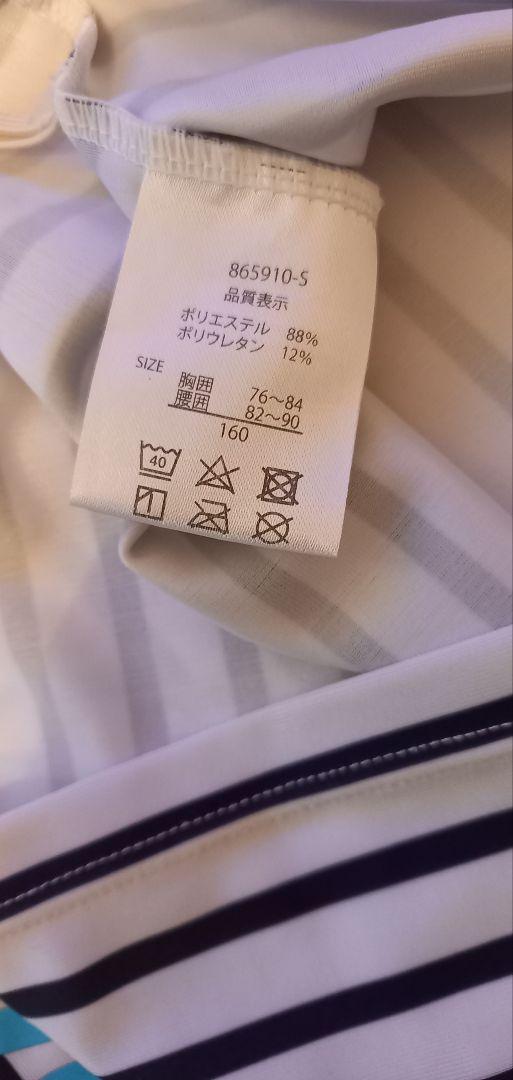 865910-S
品質表示
ポリエステル 88%
ポリウレタン 12%
SIZE
胸囲 76～84
腰囲 82～90
160
40